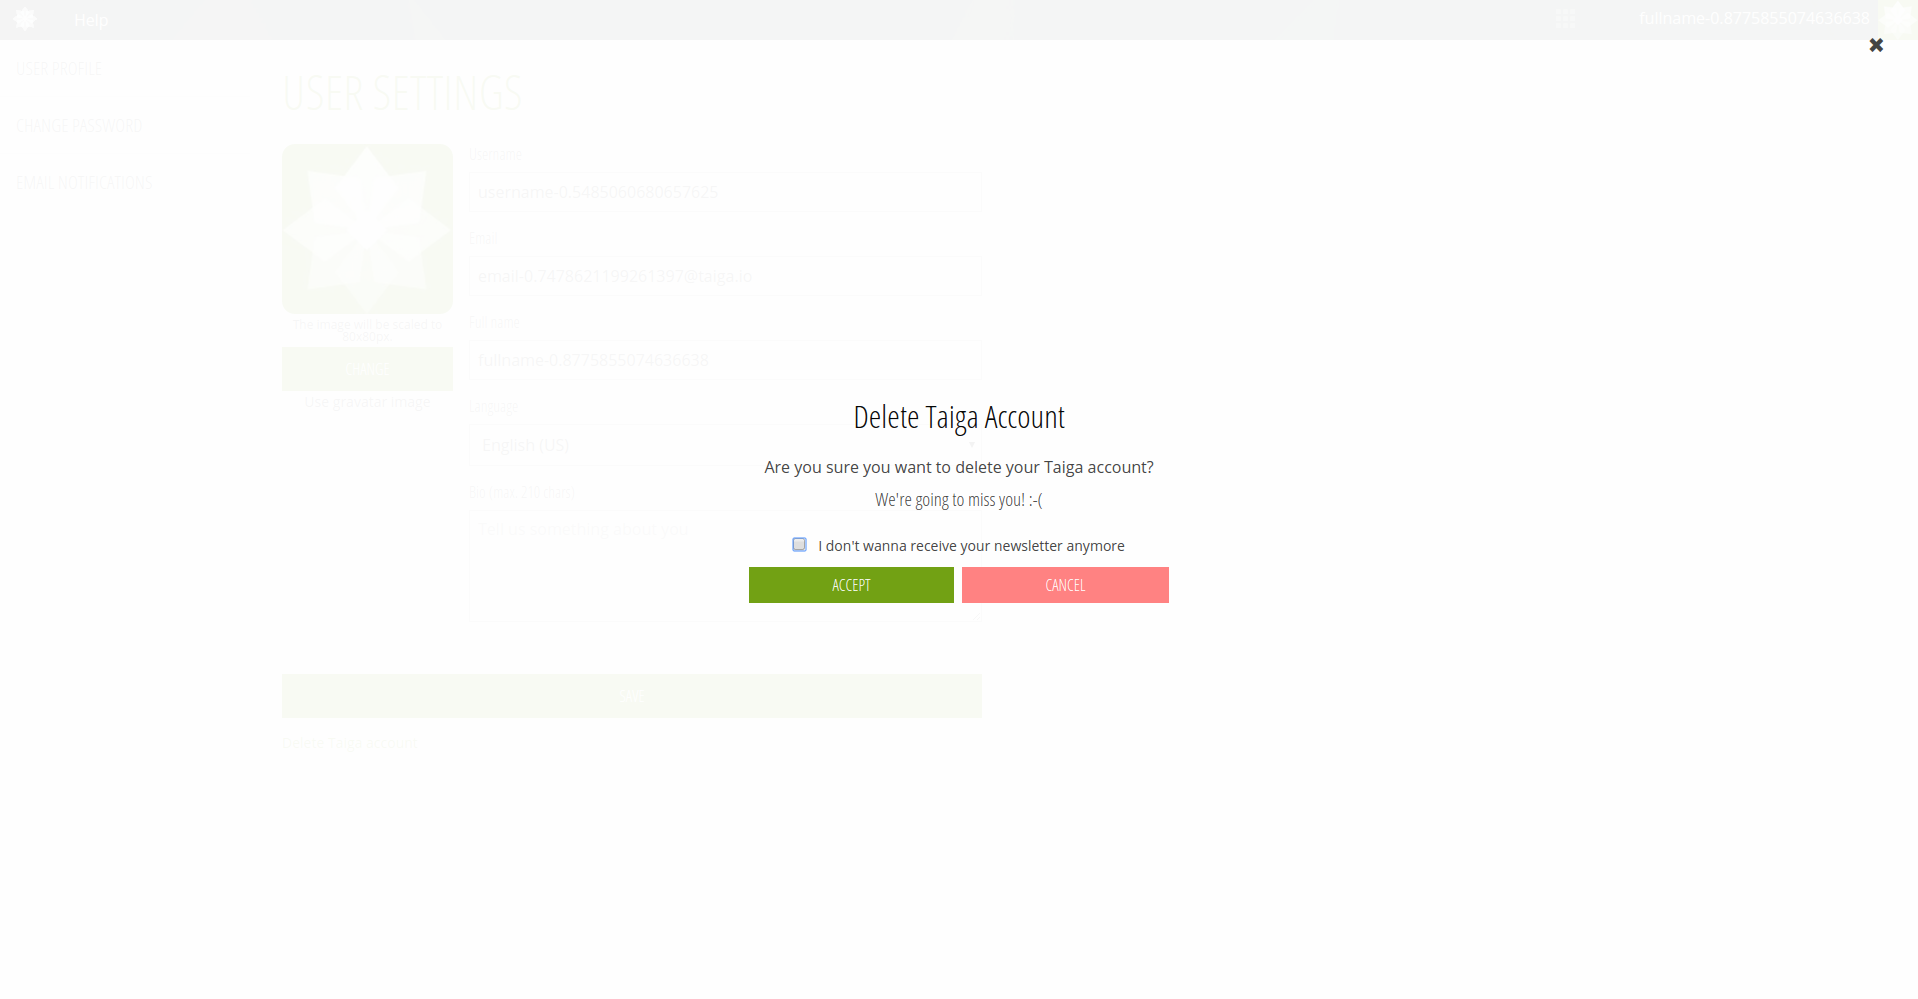 Help
fullname-0.8775855074636638
USER PROFILE
USER SETTINGS
CHANGE PASSWORD
Username
EMAIL NOTIFICATIONS
username-0.5485060680657625
Email
email-0.7478621199261397@taiga.io
The image will be scaled to
80x80px.
Full name
fullname-0.8775855074636638
CHANGE
Use gravatar image
Language
English (US)
Bio (max. 210 chars)
Tell us something about you
Delete Taiga Account
Are you sure you want to delete your Taiga account?
We're going to miss you! :-(
I don't wanna receive your newsletter anymore
ACCEPT
CANCEL
SAVE
Delete Taiga account